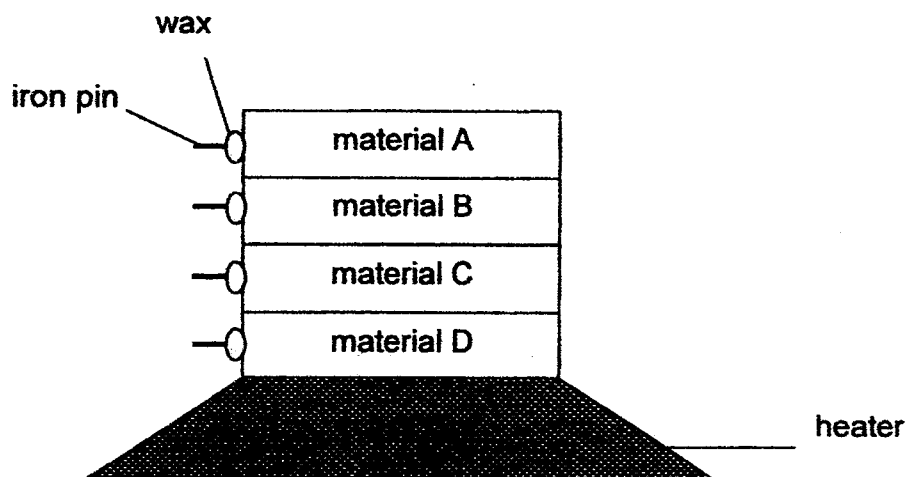 wax
iron pin
material A
material B
material C
material D
heater